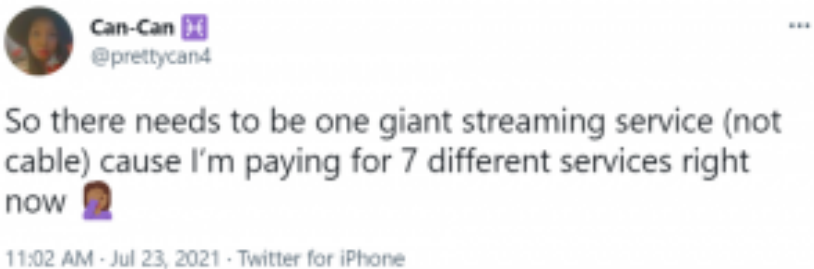 Can-Can ♓
@prettycan4
So there needs to be one giant streaming service (not
cable) cause I'm paying for 7 different services right
now 🤦🏾‍♀️
11:02 AM · Jul 23, 2021 · Twitter for iPhone